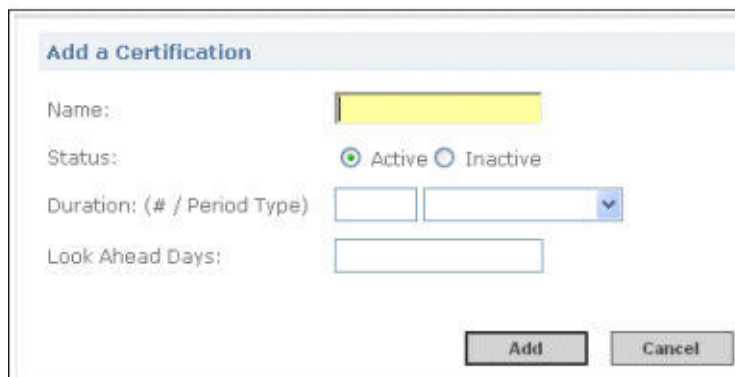 Add a Certification
Name:
Status: Active Inactive
Duration: (# / Period Type)
Look Ahead Days:
Add Cancel